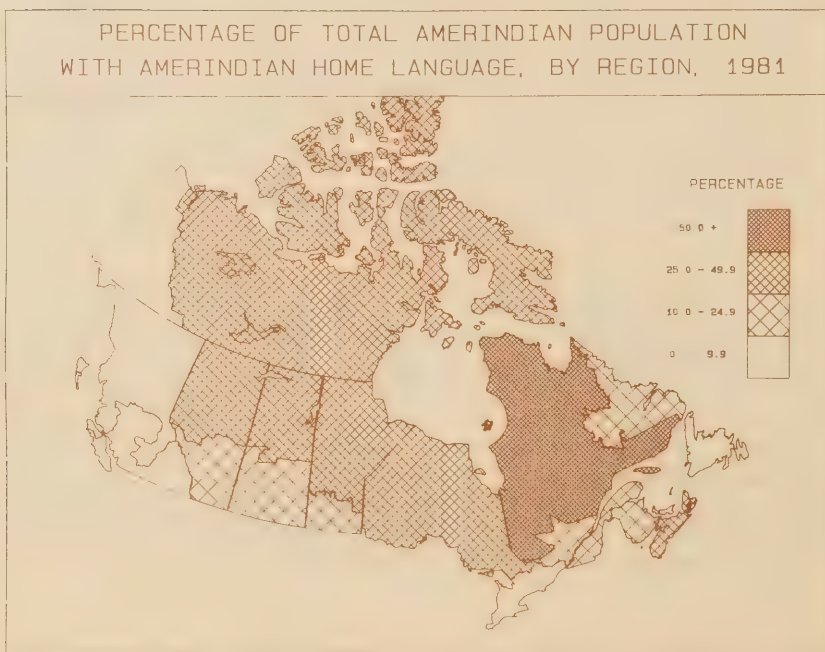 PERCENTAGE OF TOTAL AMERINDIAN POPULATION
WITH AMERINDIAN HOME LANGUAGE, BY REGION, 1981
PERCENTAGE
50 0 +
25 0 - 49.9
10 0 - 24.9
0 9.9